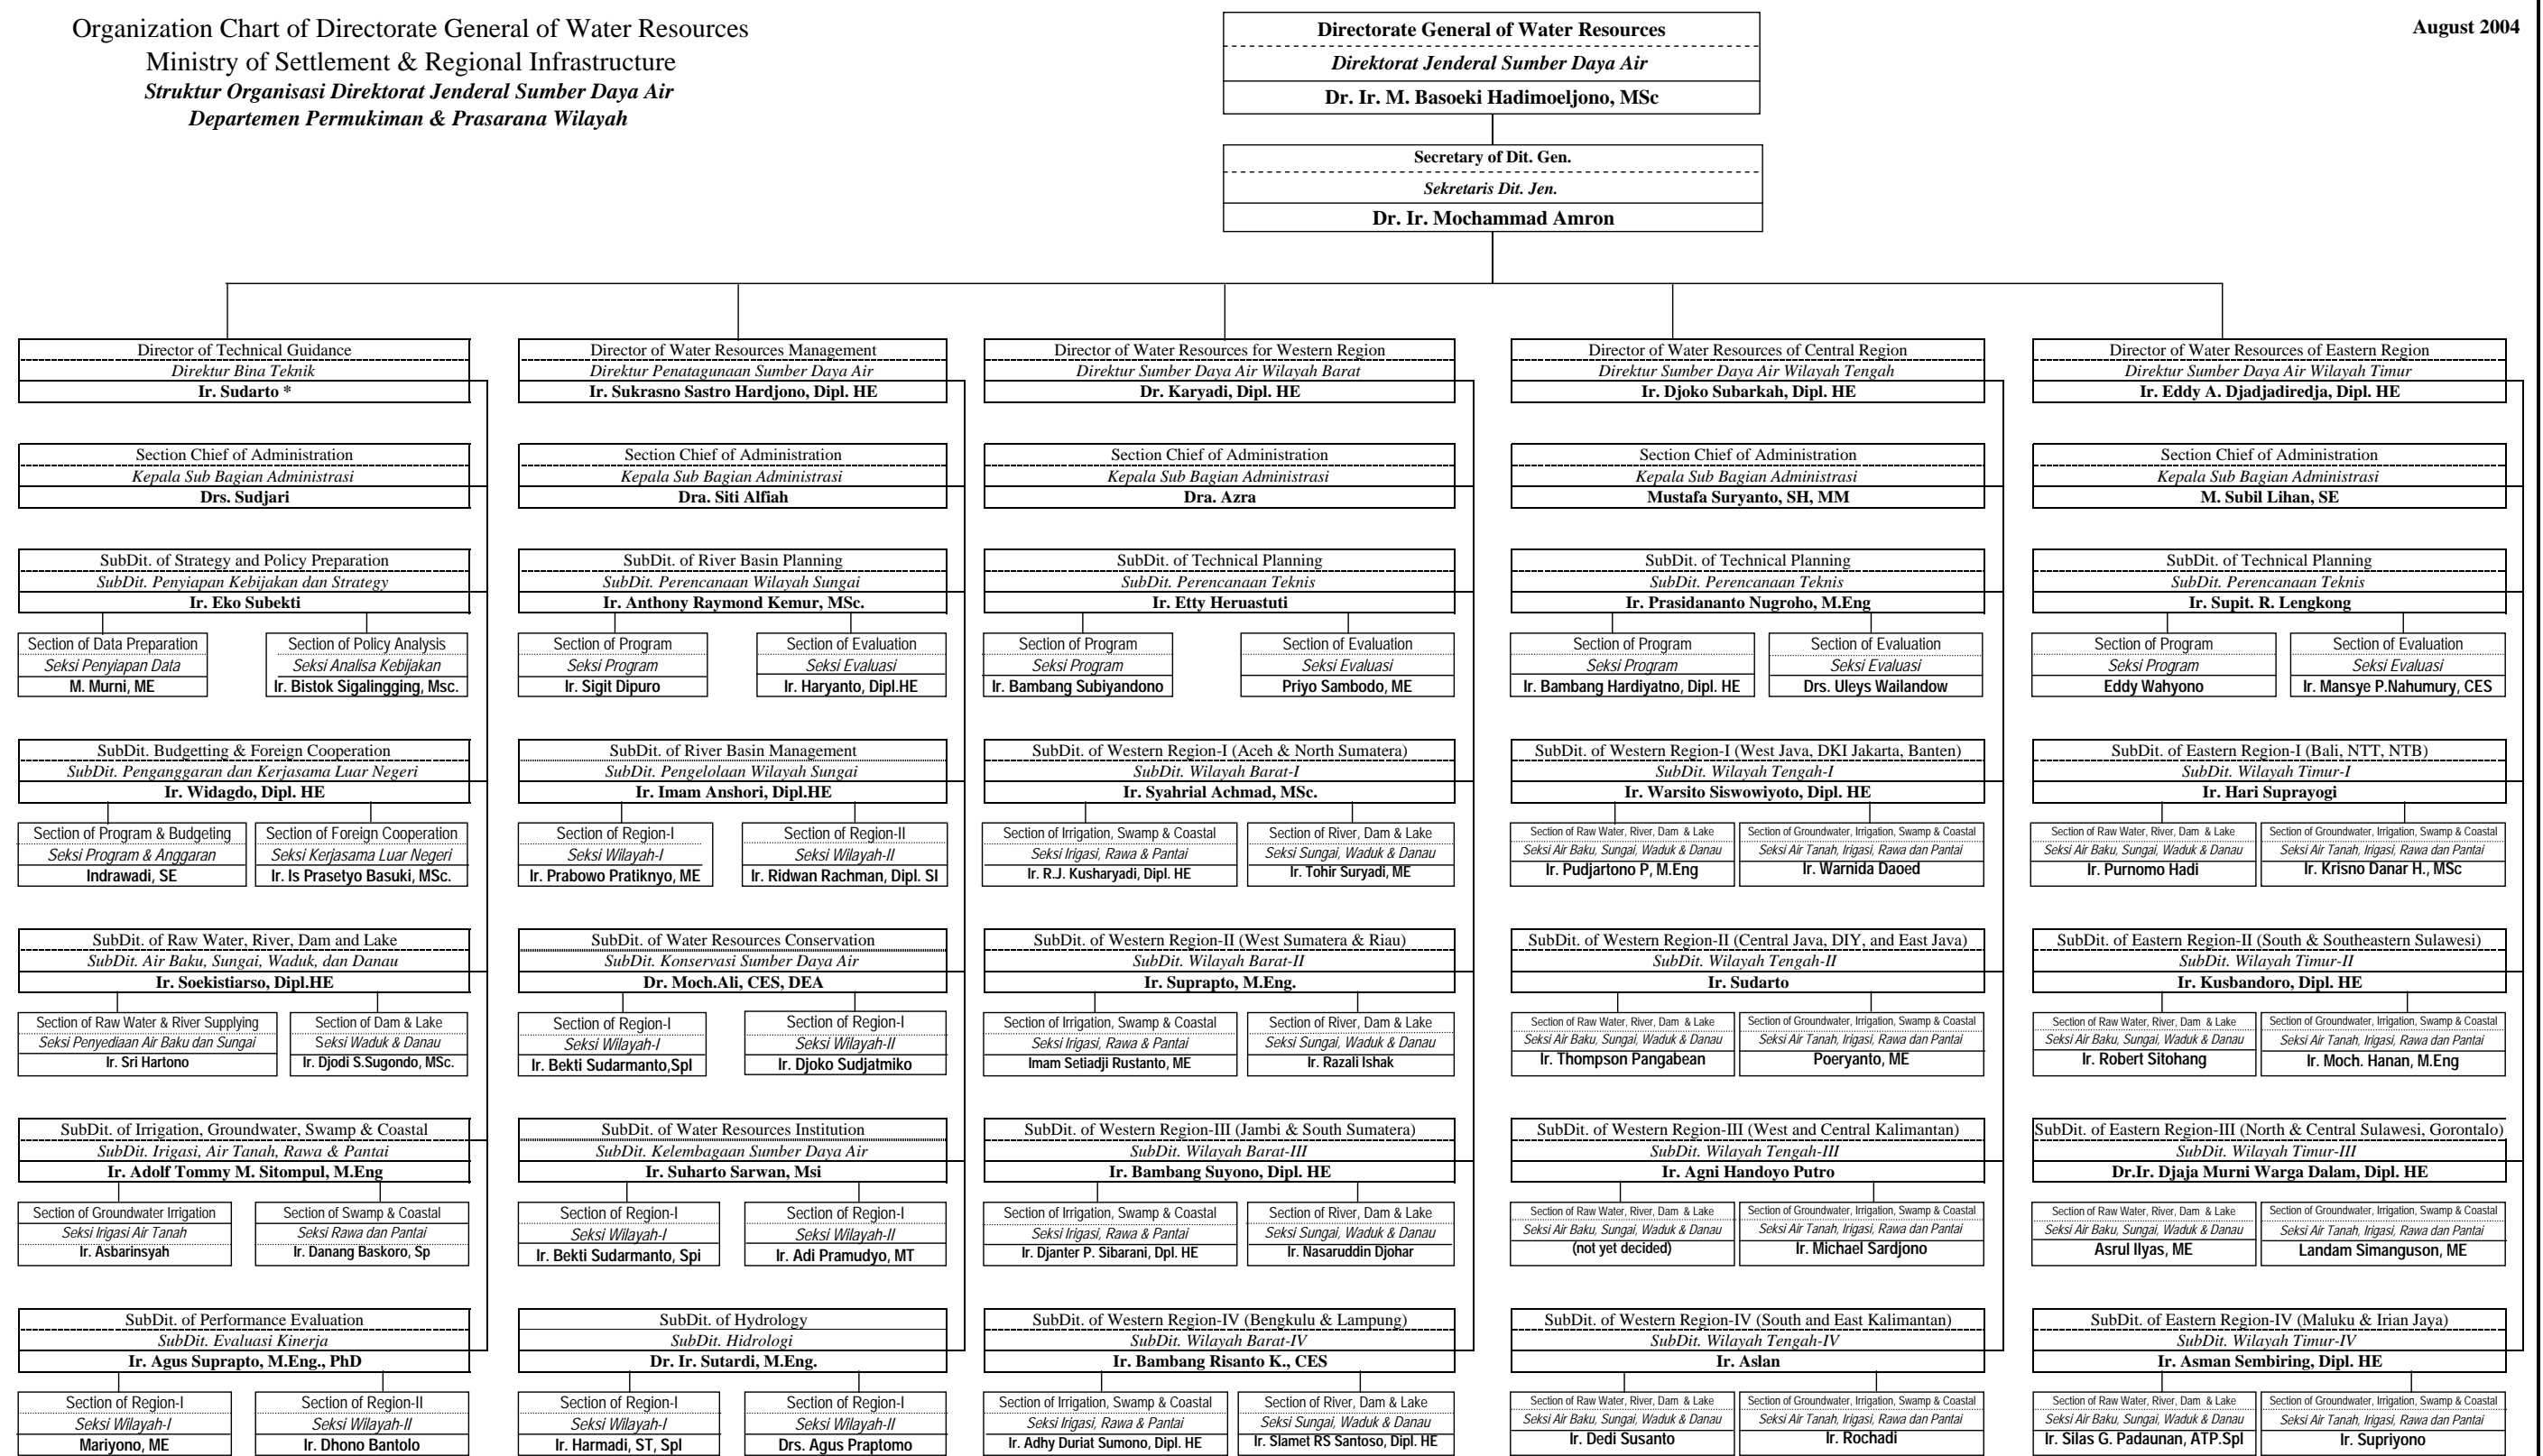 Organization Chart of Directorate General of Water Resources
Ministry of Settlement & Regional Infrastructure
Struktur Organisasi Direktorat Jenderal Sumber Daya Air
Departemen Permukiman & Prasarana Wilayah
Directorate General of Water Resources
Direktorat Jenderal Sumber Daya Air
Dr. Ir. M. Basoeki Hadimoeljono, MSc
August 2004
Secretary of Dit. Gen.
Sekretaris Dit. Jen.
Dr. Ir. Mochammad Amron
Director of Technical Guidance
Direktur Bina Teknik
Ir. Sudarto *
Section Chief of Administration
Kepala Sub Bagian Administrasi
Drs. Sudjari
SubDit. of Strategy and Policy Preparation
SubDit. Penyiapan Kebijakan dan Strategy
Ir. Eko Subekti
Section of Data Preparation
Seksi Penyiapan Data
M. Murni, ME
Section of Policy Analysis
Seksi Analisa Kebijakan
Ir. Bistok Sigalingging, Msc.
SubDit. Budgetting & Foreign Cooperation
SubDit. Penganggaran dan Kerjasama Luar Negeri
Ir. Widagdo, Dipl. HE
Section of Program & Budgeting
Seksi Program & Anggaran
Indrawadi, SE
Section of Foreign Cooperation
Seksi Kerjasama Luar Negeri
Ir. Is Prasetyo Basuki, MSc.
SubDit. of Raw Water, River, Dam and Lake
SubDit. Air Baku, Sungai, Waduk, dan Danau
Ir. Soekistiarso, Dipl.HE
Section of Raw Water & River Supplying
Seksi Penyediaan Air Baku dan Sungai
Ir. Sri Hartono
Section of Dam & Lake
Seksi Waduk & Danau
Ir. Djodi S.Sugondo, MSc.
SubDit. of Irrigation, Groundwater, Swamp & Coastal
SubDit. Irigasi, Air Tanah, Rawa & Pantai
Ir. Adolf Tommy M. Sitompul, M.Eng
Section of Groundwater Irrigation
Seksi Irigasi Air Tanah
Ir. Asbarinsyah
Section of Swamp & Coastal
Seksi Rawa dan Pantai
Ir. Danang Baskoro, Sp
SubDit. of Performance Evaluation
SubDit. Evaluasi Kinerja
Ir. Agus Suprapto, M.Eng., PhD
Section of Region-I
Seksi Wilayah-I
Mariyono, ME
Section of Region-II
Seksi Wilayah-II
Ir. Dhono Bantolo
Director of Water Resources Management
Direktur Penatagunaan Sumber Daya Air
Ir. Sukrasno Sastro Hardjono, Dipl. HE
Section Chief of Administration
Kepala Sub Bagian Administrasi
Dra. Siti Alfiah
SubDit. of River Basin Planning
SubDit. Perencanaan Wilayah Sungai
Ir. Anthony Raymond Kemur, MSc.
Section of Program
Seksi Program
Ir. Sigit Dipuro
Section of Evaluation
Seksi Evaluasi
Ir. Haryanto, Dipl.HE
SubDit. of River Basin Management
SubDit. Pengelolaan Wilayah Sungai
Ir. Imam Anshori, Dipl.HE
Section of Region-I
Seksi Wilayah-I
Ir. Prabowo Pratiknyo, ME
Section of Region-II
Seksi Wilayah-II
Ir. Ridwan Rachman, Dipl. SI
SubDit. of Water Resources Conservation
SubDit. Konservasi Sumber Daya Air
Dr. Moch.Ali, CES, DEA
Section of Region-I
Seksi Wilayah-I
Ir. Bekti Sudarmanto,Spl
Section of Region-I
Seksi Wilayah-II
Ir. Djoko Sudjatmiko
SubDit. of Water Resources Institution
SubDit. Kelembagaan Sumber Daya Air
Ir. Suharto Sarwan, Msi
Section of Region-I
Seksi Wilayah-I
Ir. Bekti Sudarmanto, Spi
Section of Region-I
Seksi Wilayah-II
Ir. Adi Pramudyo, MT
SubDit. of Hydrology
SubDit. Hidrologi
Dr. Ir. Sutardi, M.Eng.
Section of Region-I
Seksi Wilayah-I
Ir. Harmadi, ST, Spl
Section of Region-I
Seksi Wilayah-II
Drs. Agus Praptomo
Director of Water Resources for Western Region
Direktur Sumber Daya Air Wilayah Barat
Dr. Karyadi, Dipl. HE
Section Chief of Administration
Kepala Sub Bagian Administrasi
Dra. Azra
SubDit. of Technical Planning
SubDit. Perencanaan Teknis
Ir. Etty Heruastuti
Section of Program
Seksi Program
Ir. Bambang Subiyandono
Section of Evaluation
Seksi Evaluasi
Priyo Sambodo, ME
SubDit. of Western Region-I (Aceh & North Sumatera)
SubDit. Wilayah Barat-I
Ir. Syahrial Achmad, MSc.
Section of Irrigation, Swamp & Coastal
Seksi Irigasi, Rawa & Pantai
Ir. R.J. Kusharyadi, Dipl. HE
Section of River, Dam & Lake
Seksi Sungai, Waduk & Danau
Ir. Tohir Suryadi, ME
SubDit. of Western Region-II (West Sumatera & Riau)
SubDit. Wilayah Barat-II
Ir. Suprapto, M.Eng.
Section of Irrigation, Swamp & Coastal
Seksi Irigasi, Rawa & Pantai
Imam Setiadji Rustanto, ME
Section of River, Dam & Lake
Seksi Sungai, Waduk & Danau
Ir. Razali Ishak
SubDit. of Western Region-III (Jambi & South Sumatera)
SubDit. Wilayah Barat-III
Ir. Bambang Suyono, Dipl. HE
Section of Irrigation, Swamp & Coastal
Seksi Irigasi, Rawa & Pantai
Ir. Djanter P. Sibarani, Dpl. HE
Section of River, Dam & Lake
Seksi Sungai, Waduk & Danau
Ir. Nasaruddin Djohar
SubDit. of Western Region-IV (Bengkulu & Lampung)
SubDit. Wilayah Barat-IV
Ir. Bambang Risanto K., CES
Section of Irrigation, Swamp & Coastal
Seksi Irigasi, Rawa & Pantai
Ir. Adhy Duriat Sumono, Dipl. HE
Section of River, Dam & Lake
Seksi Sungai, Waduk & Danau
Ir. Slamet RS Santoso, Dipl. HE
Director of Water Resources of Central Region
Direktur Sumber Daya Air Wilayah Tengah
Ir. Djoko Subarkah, Dipl. HE
Section Chief of Administration
Kepala Sub Bagian Administrasi
Mustafa Suryanto, SH, MM
SubDit. of Technical Planning
SubDit. Perencanaan Teknis
Ir. Prasidananto Nugroho, M.Eng
Section of Program
Seksi Program
Ir. Bambang Hardiyatno, Dipl. HE
Section of Evaluation
Seksi Evaluasi
Drs. Uleys Wailandow
SubDit. of Western Region-I (West Java, DKI Jakarta, Banten)
SubDit. Wilayah Tengah-I
Ir. Warsito Siswowiyoto, Dipl. HE
Section of Raw Water, River, Dam & Lake
Seksi Air Baku, Sungai, Waduk & Danau
Ir. Pudjartono P, M.Eng
Section of Groundwater, Irrigation, Swamp & Coastal
Seksi Air Tanah, Irigasi, Rawa dan Pantai
Ir. Warnida Daoed
SubDit. of Western Region-II (Central Java, DIY, and East Java)
SubDit. Wilayah Tengah-II
Ir. Sudarto
Section of Raw Water, River, Dam & Lake
Seksi Air Baku, Sungai, Waduk & Danau
Ir. Thompson Pangabean
Section of Groundwater, Irrigation, Swamp & Coastal
Seksi Air Tanah, Irigasi, Rawa dan Pantai
Poeryanto, ME
SubDit. of Western Region-III (West and Central Kalimantan)
SubDit. Wilayah Tengah-III
Ir. Agni Handoyo Putro
Section of Raw Water, River, Dam & Lake
Seksi Air Baku, Sungai, Waduk & Danau
(not yet decided)
Section of Groundwater, Irrigation, Swamp & Coastal
Seksi Air Tanah, Irigasi, Rawa dan Pantai
Ir. Michael Sardjono
SubDit. of Western Region-IV (South and East Kalimantan)
SubDit. Wilayah Tengah-IV
Ir. Aslan
Section of Raw Water, River, Dam & Lake
Seksi Air Baku, Sungai, Waduk & Danau
Ir. Dedi Susanto
Section of Groundwater, Irrigation, Swamp & Coastal
Seksi Air Tanah, Irigasi, Rawa dan Pantai
Ir. Rochadi
Director of Water Resources of Eastern Region
Direktur Sumber Daya Air Wilayah Timur
Ir. Eddy A. Djadjadiredja, Dipl. HE
Section Chief of Administration
Kepala Sub Bagian Administrasi
M. Subil Lihan, SE
SubDit. of Technical Planning
SubDit. Perencanaan Teknis
Ir. Supit. R. Lengkong
Section of Program
Seksi Program
Eddy Wahyono
Section of Evaluation
Seksi Evaluasi
Ir. Mansye P.Nahumury, CES
SubDit. of Eastern Region-I (Bali, NTT, NTB)
SubDit. Wilayah Timur-I
Ir. Hari Suprayogi
Section of Raw Water, River, Dam & Lake
Seksi Air Baku, Sungai, Waduk & Danau
Ir. Purnomo Hadi
Section of Groundwater, Irrigation, Swamp & Coastal
Seksi Air Tanah, Irigasi, Rawa dan Pantai
Ir. Krisno Danar H., MSc
SubDit. of Eastern Region-II (South & Southeastern Sulawesi)
SubDit. Wilayah Timur-II
Ir. Kusbandoro, Dipl. HE
Section of Raw Water, River, Dam & Lake
Seksi Air Baku, Sungai, Waduk & Danau
Ir. Robert Sitohang
Section of Groundwater, Irrigation, Swamp & Coastal
Seksi Air Tanah, Irigasi, Rawa dan Pantai
Ir. Moch. Hanan, M.Eng
SubDit. of Eastern Region-III (North & Central Sulawesi, Gorontalo)
SubDit. Wilayah Timur-III
Dr.Ir. Djaja Murni Warga Dalam, Dipl. HE
Section of Raw Water, River, Dam & Lake
Seksi Air Baku, Sungai, Waduk & Danau
Asrul Ilyas, ME
Section of Groundwater, Irrigation, Swamp & Coastal
Seksi Air Tanah, Irigasi, Rawa dan Pantai
Landam Simanguson, ME
SubDit. of Eastern Region-IV (Maluku & Irian Jaya)
SubDit. Wilayah Timur-IV
Ir. Asman Sembiring, Dipl. HE
Section of Raw Water, River, Dam & Lake
Seksi Air Baku, Sungai, Waduk & Danau
Ir. Silas G. Padaunan, ATP.Spl
Section of Groundwater, Irrigation, Swamp & Coastal
Seksi Air Tanah, Irigasi, Rawa dan Pantai
Ir. Supriyono